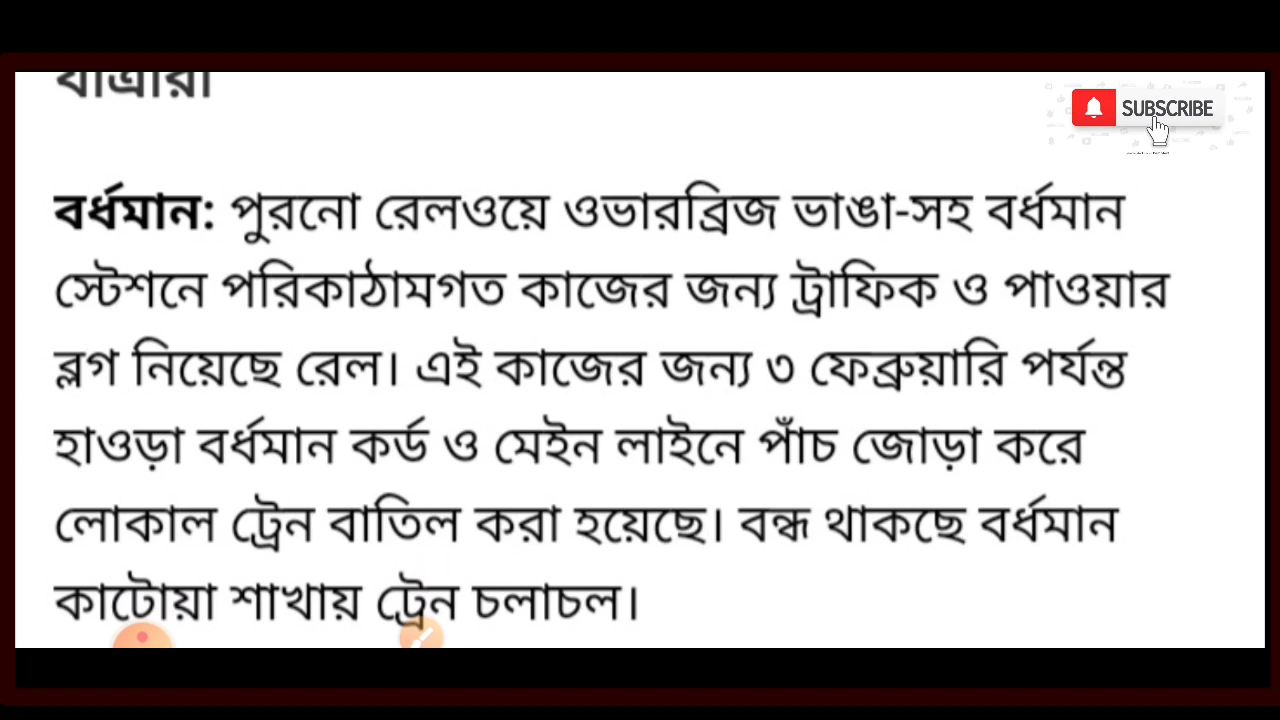 যাত্রীরা
SUBSCRIBE
বর্ধমান: পুরনো রেলওয়ে ওভারব্রিজ ভাঙা-সহ বর্ধমান
স্টেশনে পরিকাঠামগত কাজের জন্য ট্রাফিক ও পাওয়ার
ব্লগ নিয়েছে রেল। এই কাজের জন্য ৩ ফেব্রুয়ারি পর্যন্ত
হাওড়া বর্ধমান কর্ড ও মেইন লাইনে পাঁচ জোড়া করে
লোকাল ট্রেন বাতিল করা হয়েছে। বন্ধ থাকছে বর্ধমান
কাটোয়া শাখায় ট্রেন চলাচল।